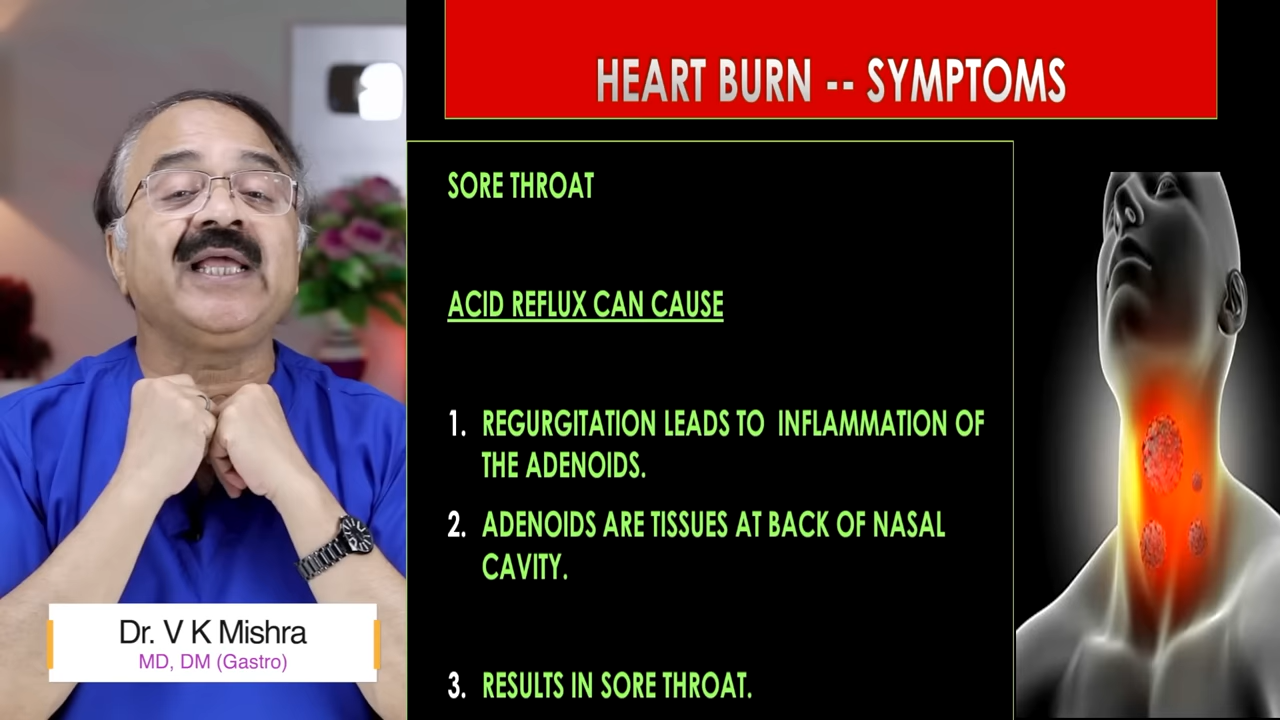 HEART BURN -- SYMPTOMS
SORE THROAT
ACID REFLUX CAN CAUSE
1. REGURGITATION LEADS TO INFLAMMATION OF
THE ADENOIDS.
2. ADENOIDS ARE TISSUES AT BACK OF NASAL
CAVITY.
3. RESULTS IN SORE THROAT.
Dr. V K Mishra
MD, DM (Gastro)